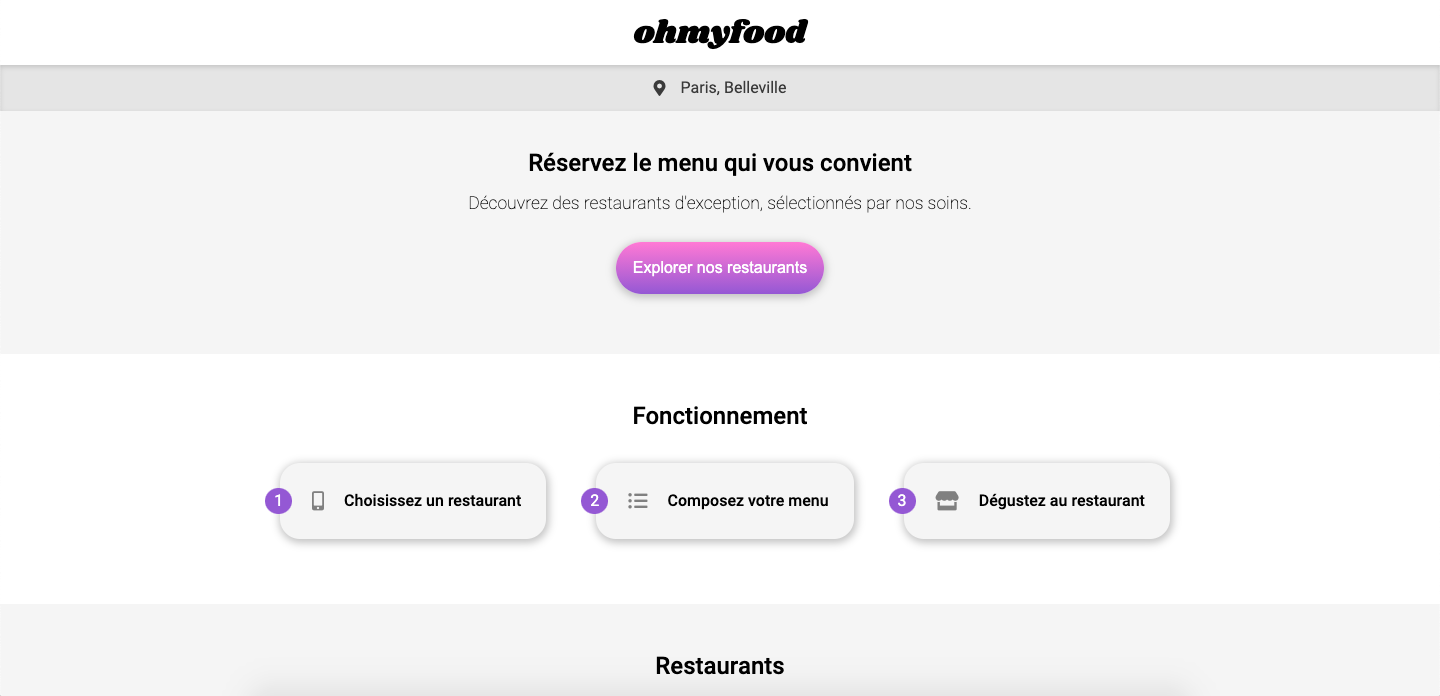 ohmyfood
Paris, Belleville
Réservez le menu qui vous convient
Découvrez des restaurants d'exception, sélectionnés par nos soins.
Explorer nos restaurants
Fonctionnement
1 Choisissez un restaurant
2 Composez votre menu
3 Dégustez au restaurant
Restaurants